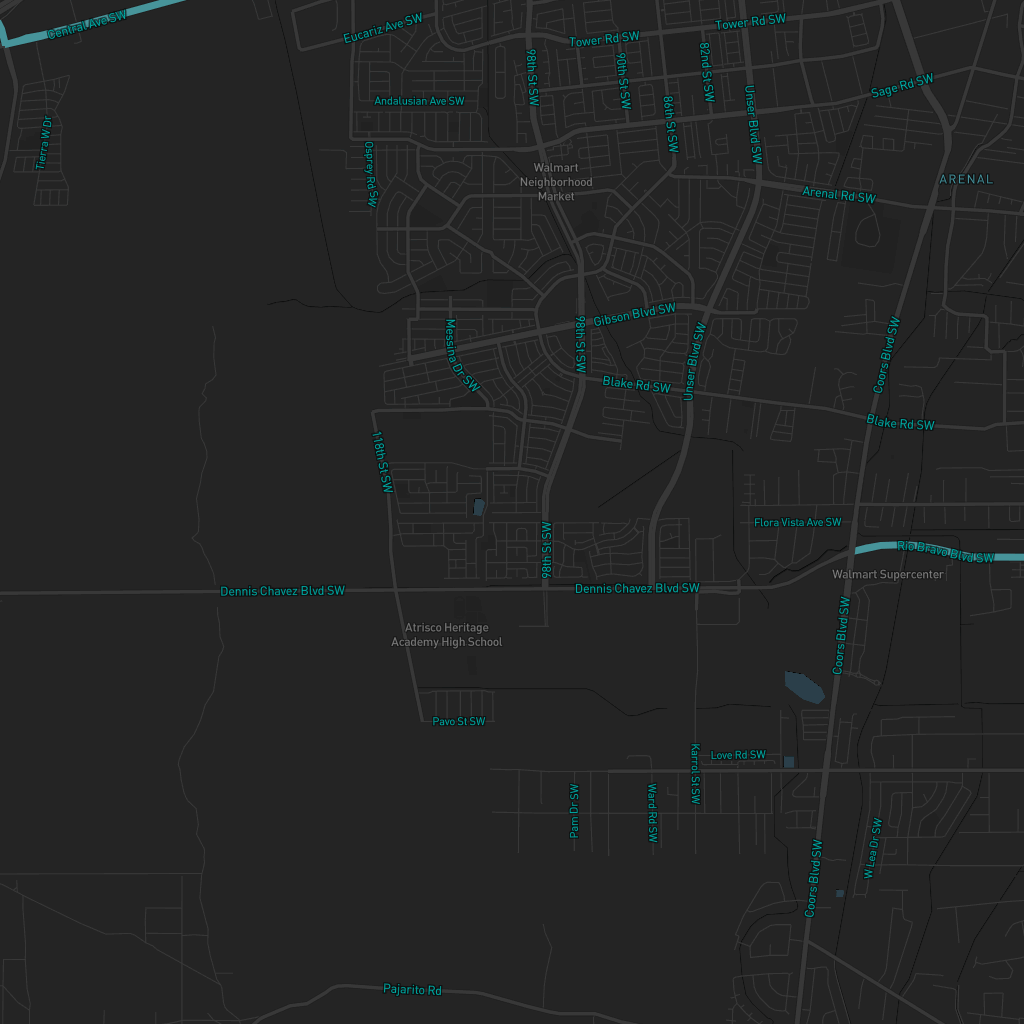 Central Ave SW
Eucariz Ave SW
Tower Rd SW
Tower Rd SW
98th St SW
90th St SW
82nd St SW
Sage Rd SW
Andalusian Ave SW
86th St SW
Unser Blvd SW
Tierra W Dr
Osprey Rd SW
Walmart
Neighborhood
Market
ARENAL
Arenal Rd SW
Gibson Blvd SW
98th St SW
Messina Dr SW
Unser Blvd SW
Coors Blvd SW
Blake Rd SW
Blake Rd SW
118th St SW
Flora Vista Ave SW
98th St SW
Rio Bravo Blvd SW
Walmart Supercenter
Dennis Chavez Blvd SW
Dennis Chavez Blvd SW
Atrisco Heritage
Academy High School
Coors Blvd SW
Pavo St SW
Love Rd SW
Karrol St SW
Pam Dr SW
Ward Rd SW
W Lea Dr SW
Coors Blvd SW
Pajarito Rd